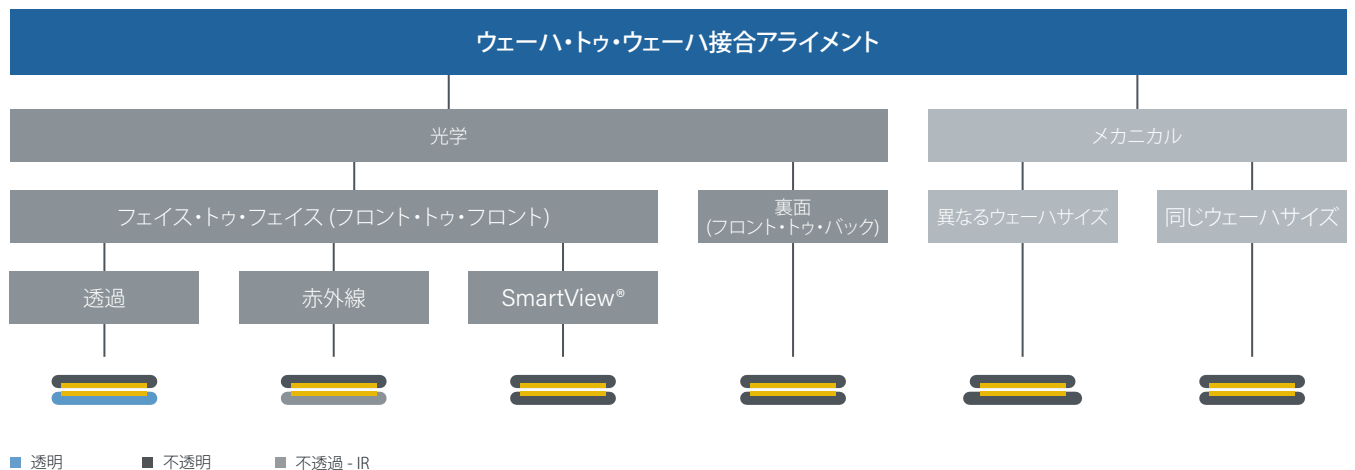 ウェーハ・トゥ・ウェーハ接合アライメント
光学
メカニカル
フェイス・トゥ・フェイス (フロント・トゥ・フロント)
裏面
(フロント・トゥ・バック)
異なるウェーハサイズ
同じウェーハサイズ
透過
赤外線
SmartView®
透明
不透明
不透過 - IR